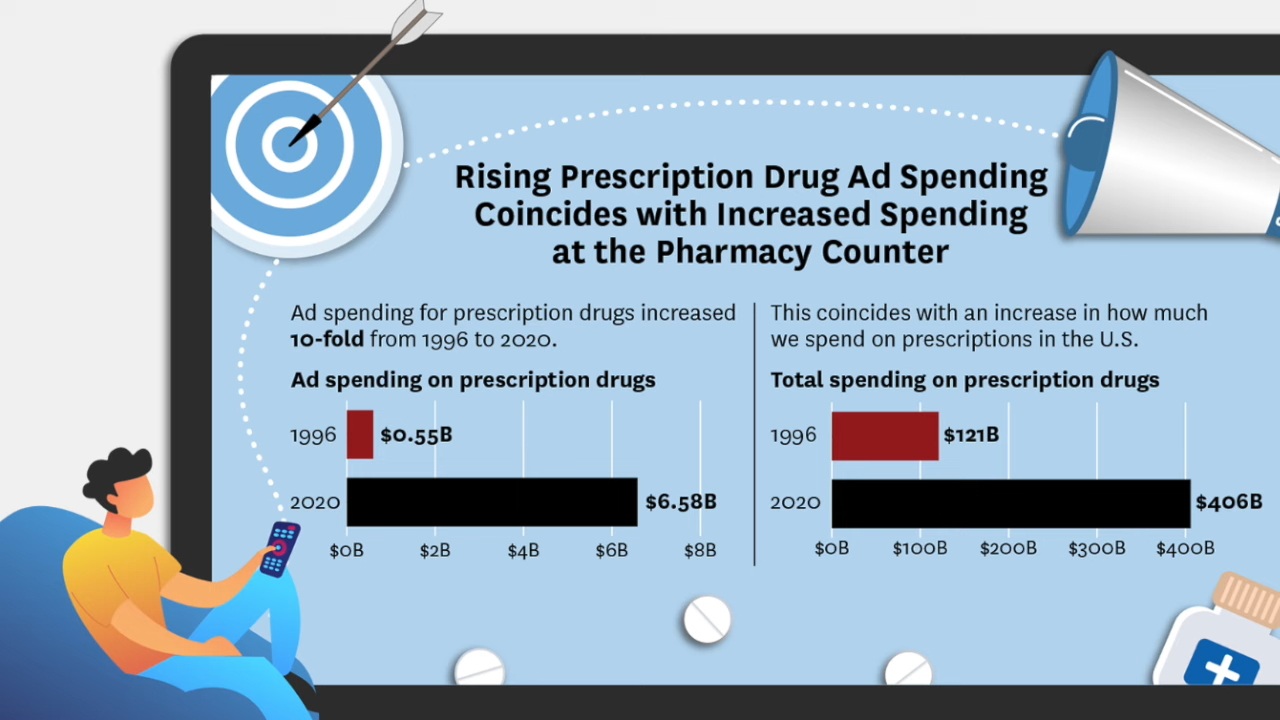 Rising Prescription Drug Ad Spending
Coincides with Increased Spending
at the Pharmacy Counter
Ad spending for prescription drugs increased
10-fold from 1996 to 2020.
Ad spending on prescription drugs
1996 $0.55B
2020 $6.58B
$0B $2B $4B $6B $8B
This coincides with an increase in how much
we spend on prescriptions in the U.S.
Total spending on prescription drugs
1996 $121B
2020 $406B
$0B $100B $200B $300B $400B